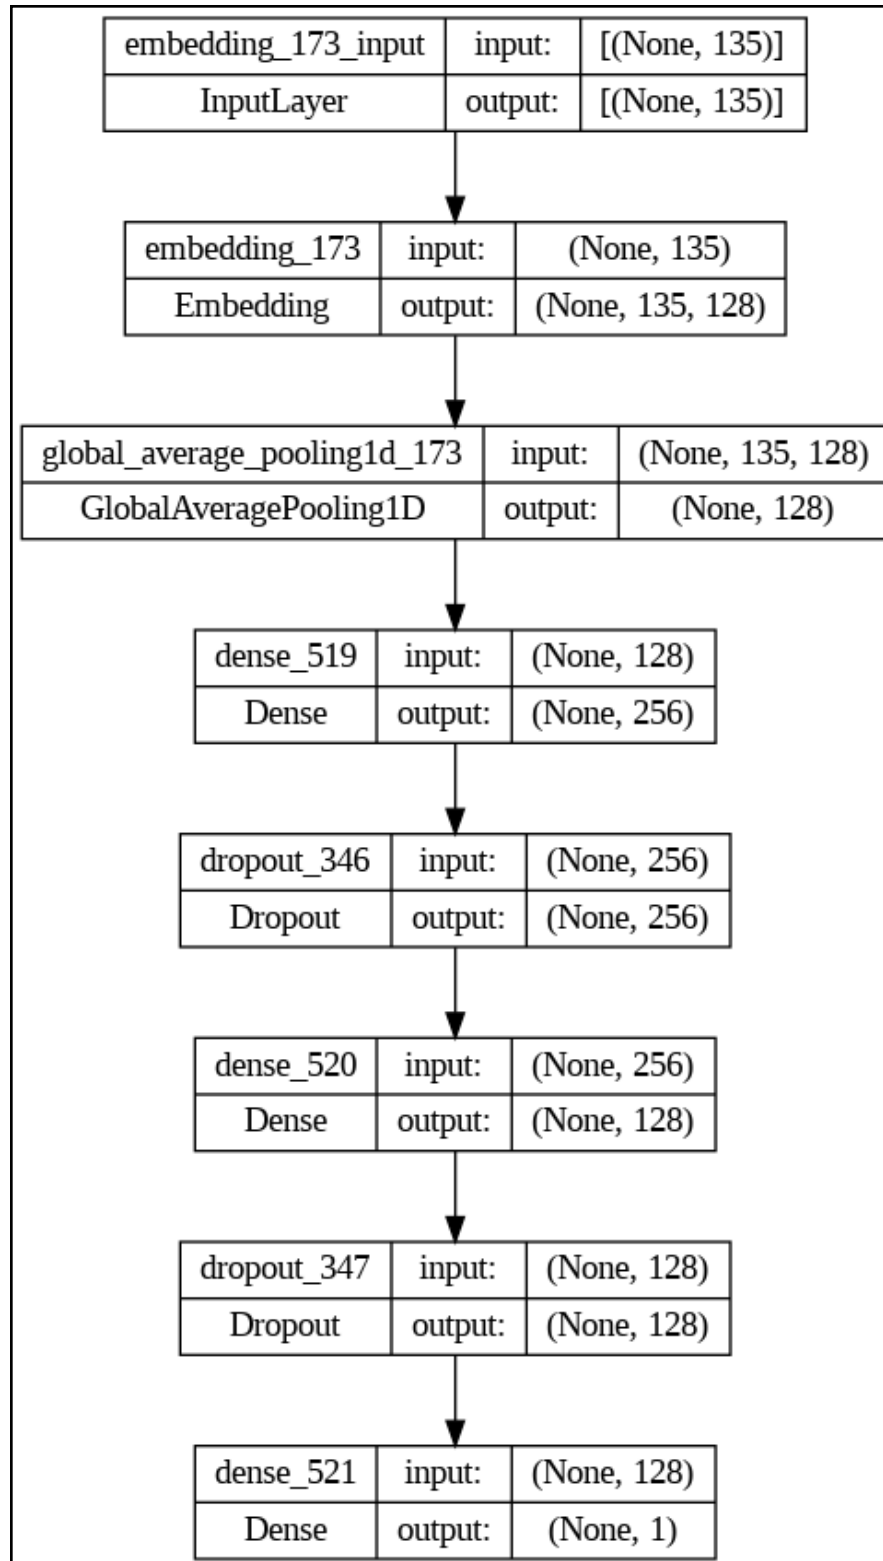 embedding_173_input input: [(None, 135)]
InputLayer output: [(None, 135)]
embedding_173 input: (None, 135)
Embedding output: (None, 135, 128)
global_average_pooling1d_173 input: (None, 135, 128)
GlobalAveragePooling1D output: (None, 128)
dense_519 input: (None, 128)
Dense output: (None, 256)
dropout_346 input: (None, 256)
Dropout output: (None, 256)
dense_520 input: (None, 256)
Dense output: (None, 128)
dropout_347 input: (None, 128)
Dropout output: (None, 128)
dense_521 input: (None, 128)
Dense output: (None, 1)